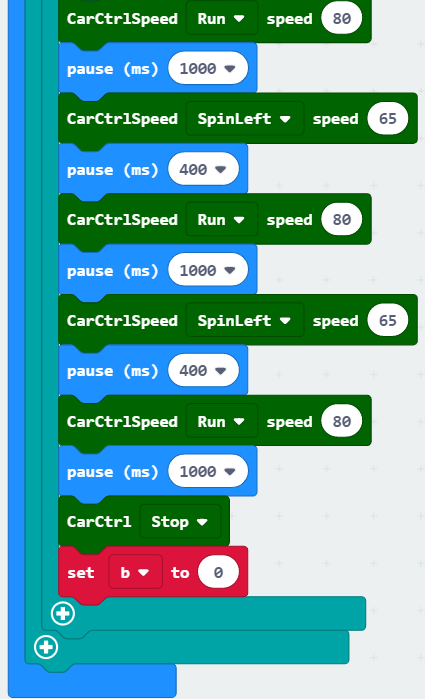 CarCtrlSpeed Run speed 80
pause (ms) 1000
CarCtrlSpeed SpinLeft speed 65
pause (ms) 400
CarCtrlSpeed Run speed 80
pause (ms) 1000
CarCtrlSpeed SpinLeft speed 65
pause (ms) 400
CarCtrlSpeed Run speed 80
pause (ms) 1000
CarCtrl Stop
set b to 0